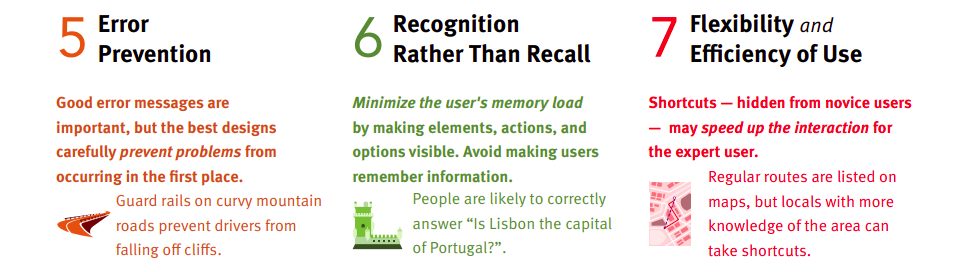 5 Error
Prevention
Good error messages are
important, but the best designs
carefully prevent problems from
occurring in the first place.
Guard rails on curvy mountain
roads prevent drivers from
falling off cliffs.
6 Recognition
Rather Than Recall
Minimize the user's memory load
by making elements, actions, and
options visible. Avoid making users
remember information.
People are likely to correctly
answer “Is Lisbon the capital
of Portugal?”.
7 Flexibility and
Efficiency of Use
Shortcuts — hidden from novice users
— may speed up the interaction for
the expert user.
Regular routes are listed on
maps, but locals with more
knowledge of the area can
take shortcuts.